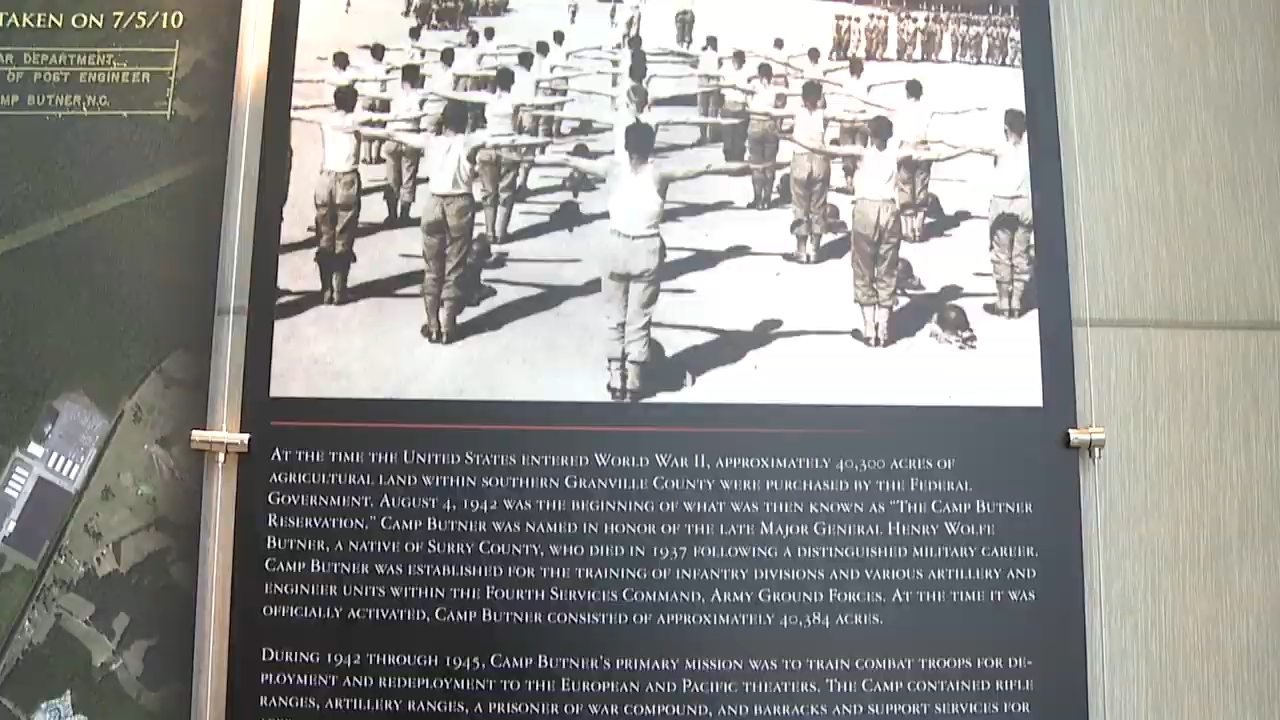 TAKEN ON 7/5/10
AR DEPARTMENT
OF POST ENGINEER
MP BUTNER, N.C.
AT THE TIME THE UNITED STATES ENTERED WORLD WAR II, APPROXIMATELY 40,300 ACRES OF
AGRICULTURAL LAND WITHIN SOUTHERN GRANVILLE COUNTY WERE PURCHASED BY THE FEDERAL
GOVERNMENT. AUGUST 4, 1942 WAS THE BEGINNING OF WHAT WAS THEN KNOWN AS “THE CAMP BUTNER
RESERVATION.” CAMP BUTNER WAS NAMED IN HONOR OF THE LATE MAJOR GENERAL HENRY WOLFE
BUTNER, A NATIVE OF SURRY COUNTY, WHO DIED IN 1937 FOLLOWING A DISTINGUISHED MILITARY CAREER.
CAMP BUTNER WAS ESTABLISHED FOR THE TRAINING OF INFANTRY DIVISIONS AND VARIOUS ARTILLERY AND
ENGINEER UNITS WITHIN THE FOURTH SERVICES COMMAND, ARMY GROUND FORCES. AT THE TIME IT WAS
OFFICIALLY ACTIVATED, CAMP BUTNER CONSISTED OF APPROXIMATELY 40,384 ACRES.
DURING 1942 THROUGH 1945, CAMP BUTNER’S PRIMARY MISSION WAS TO TRAIN COMBAT TROOPS FOR DE-
PLOYMENT AND REDEPLOYMENT TO THE EUROPEAN AND PACIFIC THEATERS. THE CAMP CONTAINED RIFLE
RANGES, ARTILLERY RANGES, A PRISONER OF WAR COMPOUND, AND BARRACKS AND SUPPORT SERVICES FOR